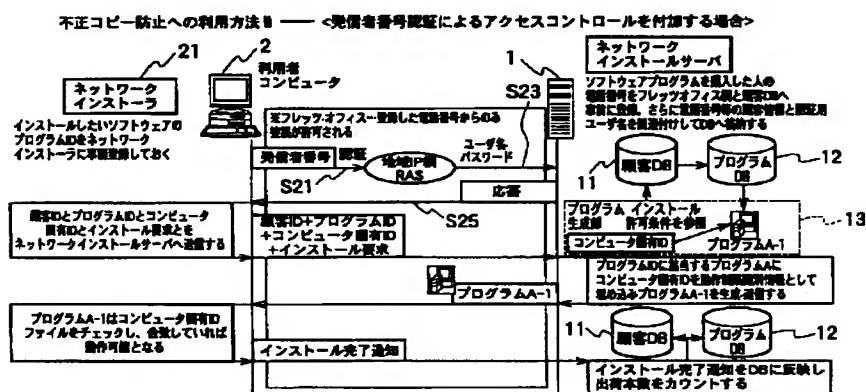 不正コピー防止への利用方法 ── <発信者番号認証によるアクセスコントロールを付加する場合>
21
ネットワーク
インストーラ
インストールしたいソフトウェアの
プログラムIDをネットワーク
インストーラに事前登録しておく
2
利用者
コンピュータ
1
ネットワーク
インストールサーバ
ソフトウェアプログラムを購入した人の
電話番号をフレッツオフィス網と顧客DBへ
事前に登録、さらに電話番号等の顧客情報と認証用
ユーザ名を関連付けしてDBへ格納する
S23
※フレッツ・オフィス…登録した電話番号からのみ
接続が許可される
発信者番号
認証
地域IP網
RAS
ユーザ名
パスワード
S21
応答
S25
11
顧客DB
プログラム
DB
12
顧客IDとプログラムIDとコンピュータ
固有IDとインストール要求とを
ネットワークインストールサーバへ送信する
顧客ID+プログラムID
+コンピュータ固有ID
+インストール要求
プログラム
生成部
インストール
許可条件を参照
コンピュータ固有ID
プログラムA-1
13
プログラムIDに該当するプログラムAに
コンピュータ固有IDを動作制限識別情報として
埋め込みプログラムA-1を生成・送信する
プログラムA-1
プログラムA-1はコンピュータ固有ID
ファイルをチェックし、合致していれば
動作可能となる
11
顧客DB
プログラム
DB
12
インストール完了通知
インストール完了通知をDBに反映し
出荷本数をカウントする